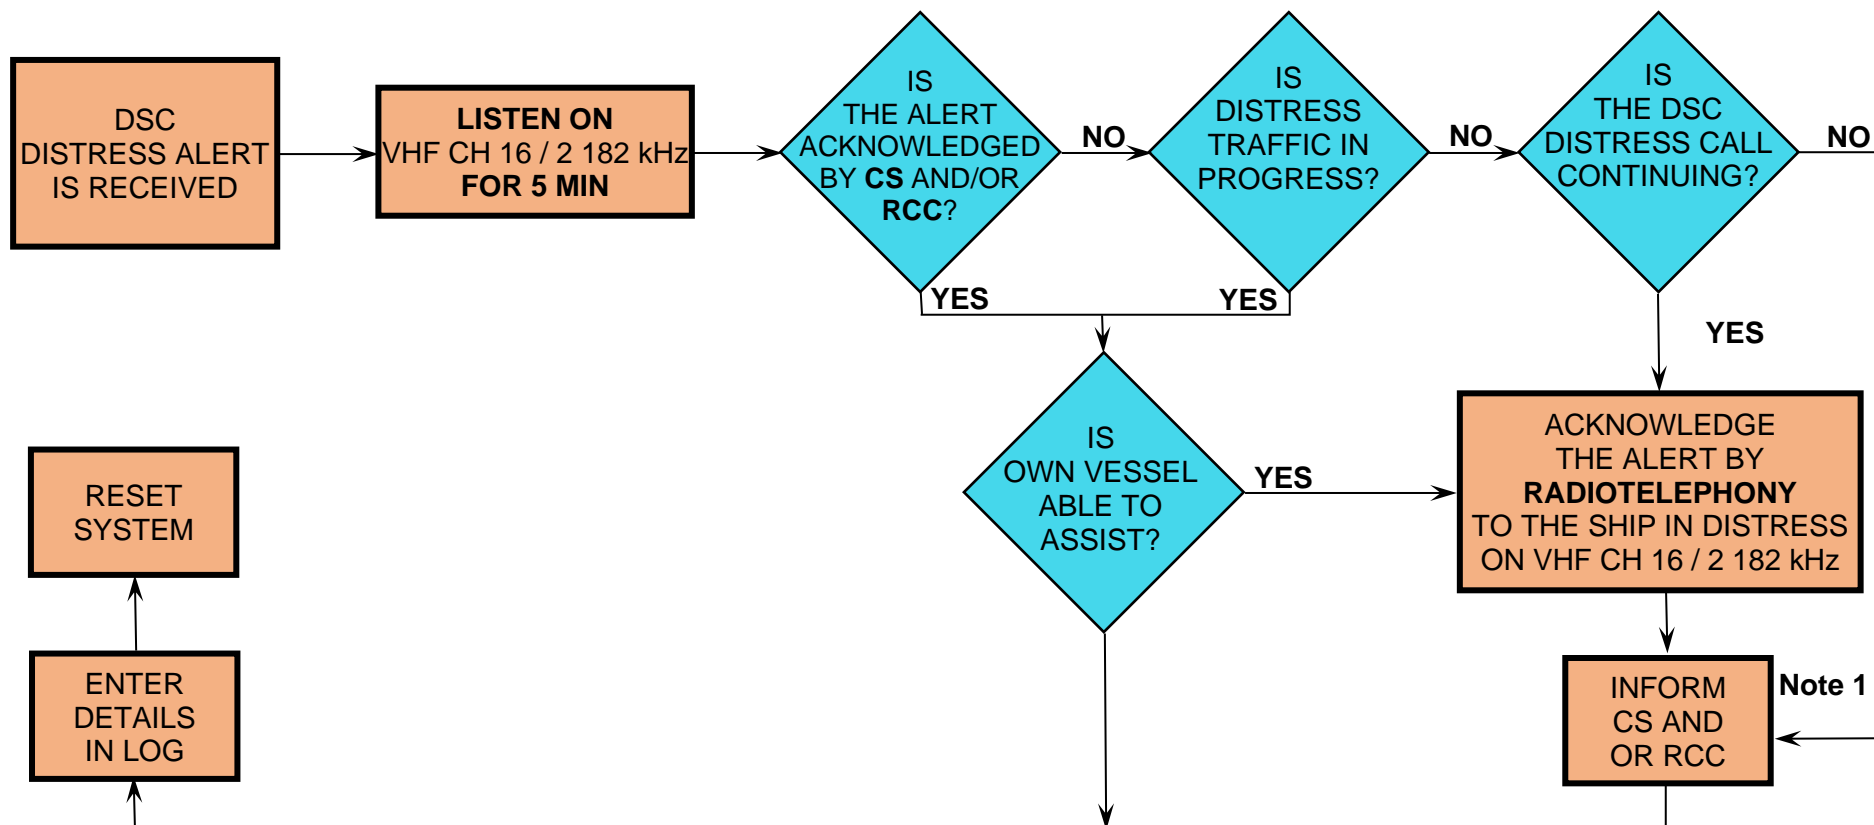 DSC
DISTRESS ALERT
IS RECEIVED
LISTEN ON
VHF CH 16 / 2 182 kHz
FOR 5 MIN
IS
THE ALERT
ACKNOWLEDGED
BY CS AND/OR
RCC?
NO
YES
IS
DISTRESS
TRAFFIC IN
PROGRESS?
NO
YES
IS
THE DSC
DISTRESS CALL
CONTINUING?
NO
YES
IS
OWN VESSEL
ABLE TO
ASSIST?
YES
ACKNOWLEDGE
THE ALERT BY
RADIOTELEPHONY
TO THE SHIP IN DISTRESS
ON VHF CH 16 / 2 182 kHz
RESET
SYSTEM
ENTER
DETAILS
IN LOG
INFORM
CS AND
OR RCC
Note 1